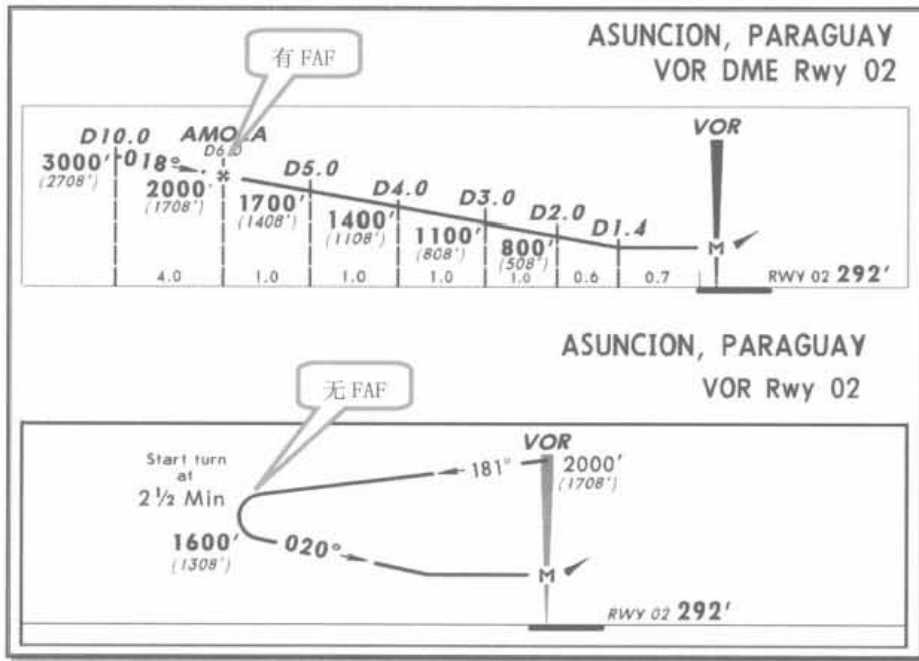 ASUNCION, PARAGUAY
VOR DME Rwy 02
有 FAF
D10.0
D6.0
VOR
3000'
018°
(2708')
2000'
(1708')
D5.0
1700'
(1408')
D4.0
1400'
(1108')
D3.0
1100'
(808')
D2.0
800'
(508')
D1.4
M
4.0 1.0 1.0 1.0 1.0 0.6 0.7
RWY 02 292'
ASUNCION, PARAGUAY
VOR Rwy 02
无 FAF
VOR
Start turn
at
2 1/2 Min
181°
2000'
(1708')
1600'
(1308')
020°
M
RWY 02 292'